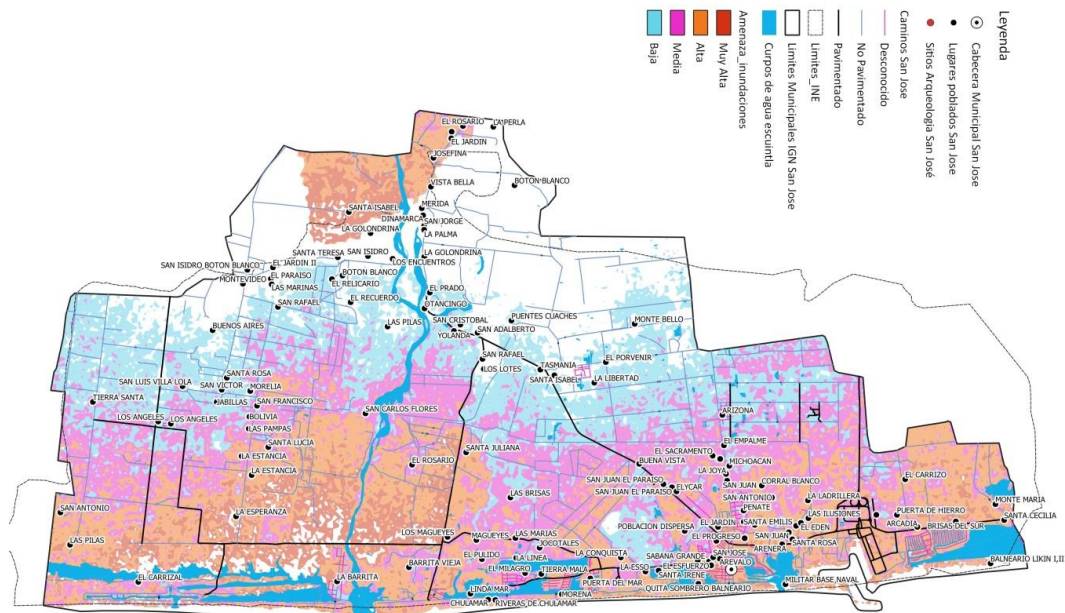 Leyenda
Cabecera Municipal San Jose
Lugares poblados San Jose
Sitios Arqueologia San José
Caminos San Jose
Desconocido
No Pavimentado
Pavimentado
Limites_INE
Limites Municipales IGN San Jose
Curpos de agua escuintla
Amenaza_inundaciones
Muy Alta
Alta
Media
Baja
EL ROSARIO
LA PERLA
EL JARDIN
JOSEFINA
VISTA BELLA
BOTON BLANCO
SANTA ISABEL
MERIDA
DINAMARCA
SAN JORGE
LA GOLONDRINA
LA PALMA
SANTA TERESA
SAN ISIDRO
LA GOLONDRINA
LOS ENCUENTROS
SAN ISIDRO BOTON BLANCO
EL JARDIN II
MONTEVIDEO
EL PARAISO
BOTON BLANCO
LAS MARINAS
EL RELICARIO
EL PRADO
SAN RAFAEL
EL RECUERDO
OTANCINGO
BUENOS AIRES
LAS PILAS
SAN CRISTOBAL
PUENTES CUACHES
MONTE BELLO
YOLANDA
SAN ADALBERTO
SAN RAFAEL
EL PORVENIR
LOS LOTES
TASMANIA
SANTA ISABEL
LA LIBERTAD
SANTA ROSA
SAN LUIS VILLA LOLA
SAN VICTOR
MORELIA
TIERRA SANTA
JABILLAS
SAN FRANCISCO
SAN CARLOS FLORES
ARIZONA
LOS ANGELES
LOS ANGELES
BOLIVIA
LAS PAMPAS
SANTA LUCIA
SANTA JULIANA
EL EMPALME
LA ESTANCIA
EL SACRAMENTO
LA ESTANCIA
EL ROSARIO
BUENA VISTA
MICHOACAN
LA JOYA
SAN JUAN EL PARAISO
SAN JUAN
CORRAL BLANCO
EL CARRIZO
SAN JUAN EL PARAISO
ELYCAR
SAN ANTONIO
LAS BRISAS
LA LADRILLERA
MONTE MARIA
SAN ANTONIO
LA ESPERANZA
PENATE
PUERTA DE HIERRO
SANTA CECILIA
POBLACION DISPERSA
EL JARDIN
SANTA EMILIS
LAS ILUSIONES
EL EDEN
ARCADIA
BRISAS DEL SUR
LAS PILAS
LOS MAGUEYES
MAGUEYES
LAS MARIAS
EL PROGRESO
SAN JUAN
SANTA ROSA
JOCOTALES
ARENERA
EL PULIDO
LA LINEA
LA CONQUISTA
SABANA GRANDE
SAN JOSE
BALNEARIO LIKIN I,II
BARRITA VIEJA
EL MILAGRO
TIERRA MALA
LA ESSO
EL ESFUERZO
AREVALO
EL CARRIZAL
LA BARRITA
PUERTA DEL MAR
SANTA IRENE
MILITAR BASE NAVAL
LINDA MAR
MORENA
QUITA SOMBRERO BALNEARIO
CHULAMAR
RIVERAS DE CHULAMAR